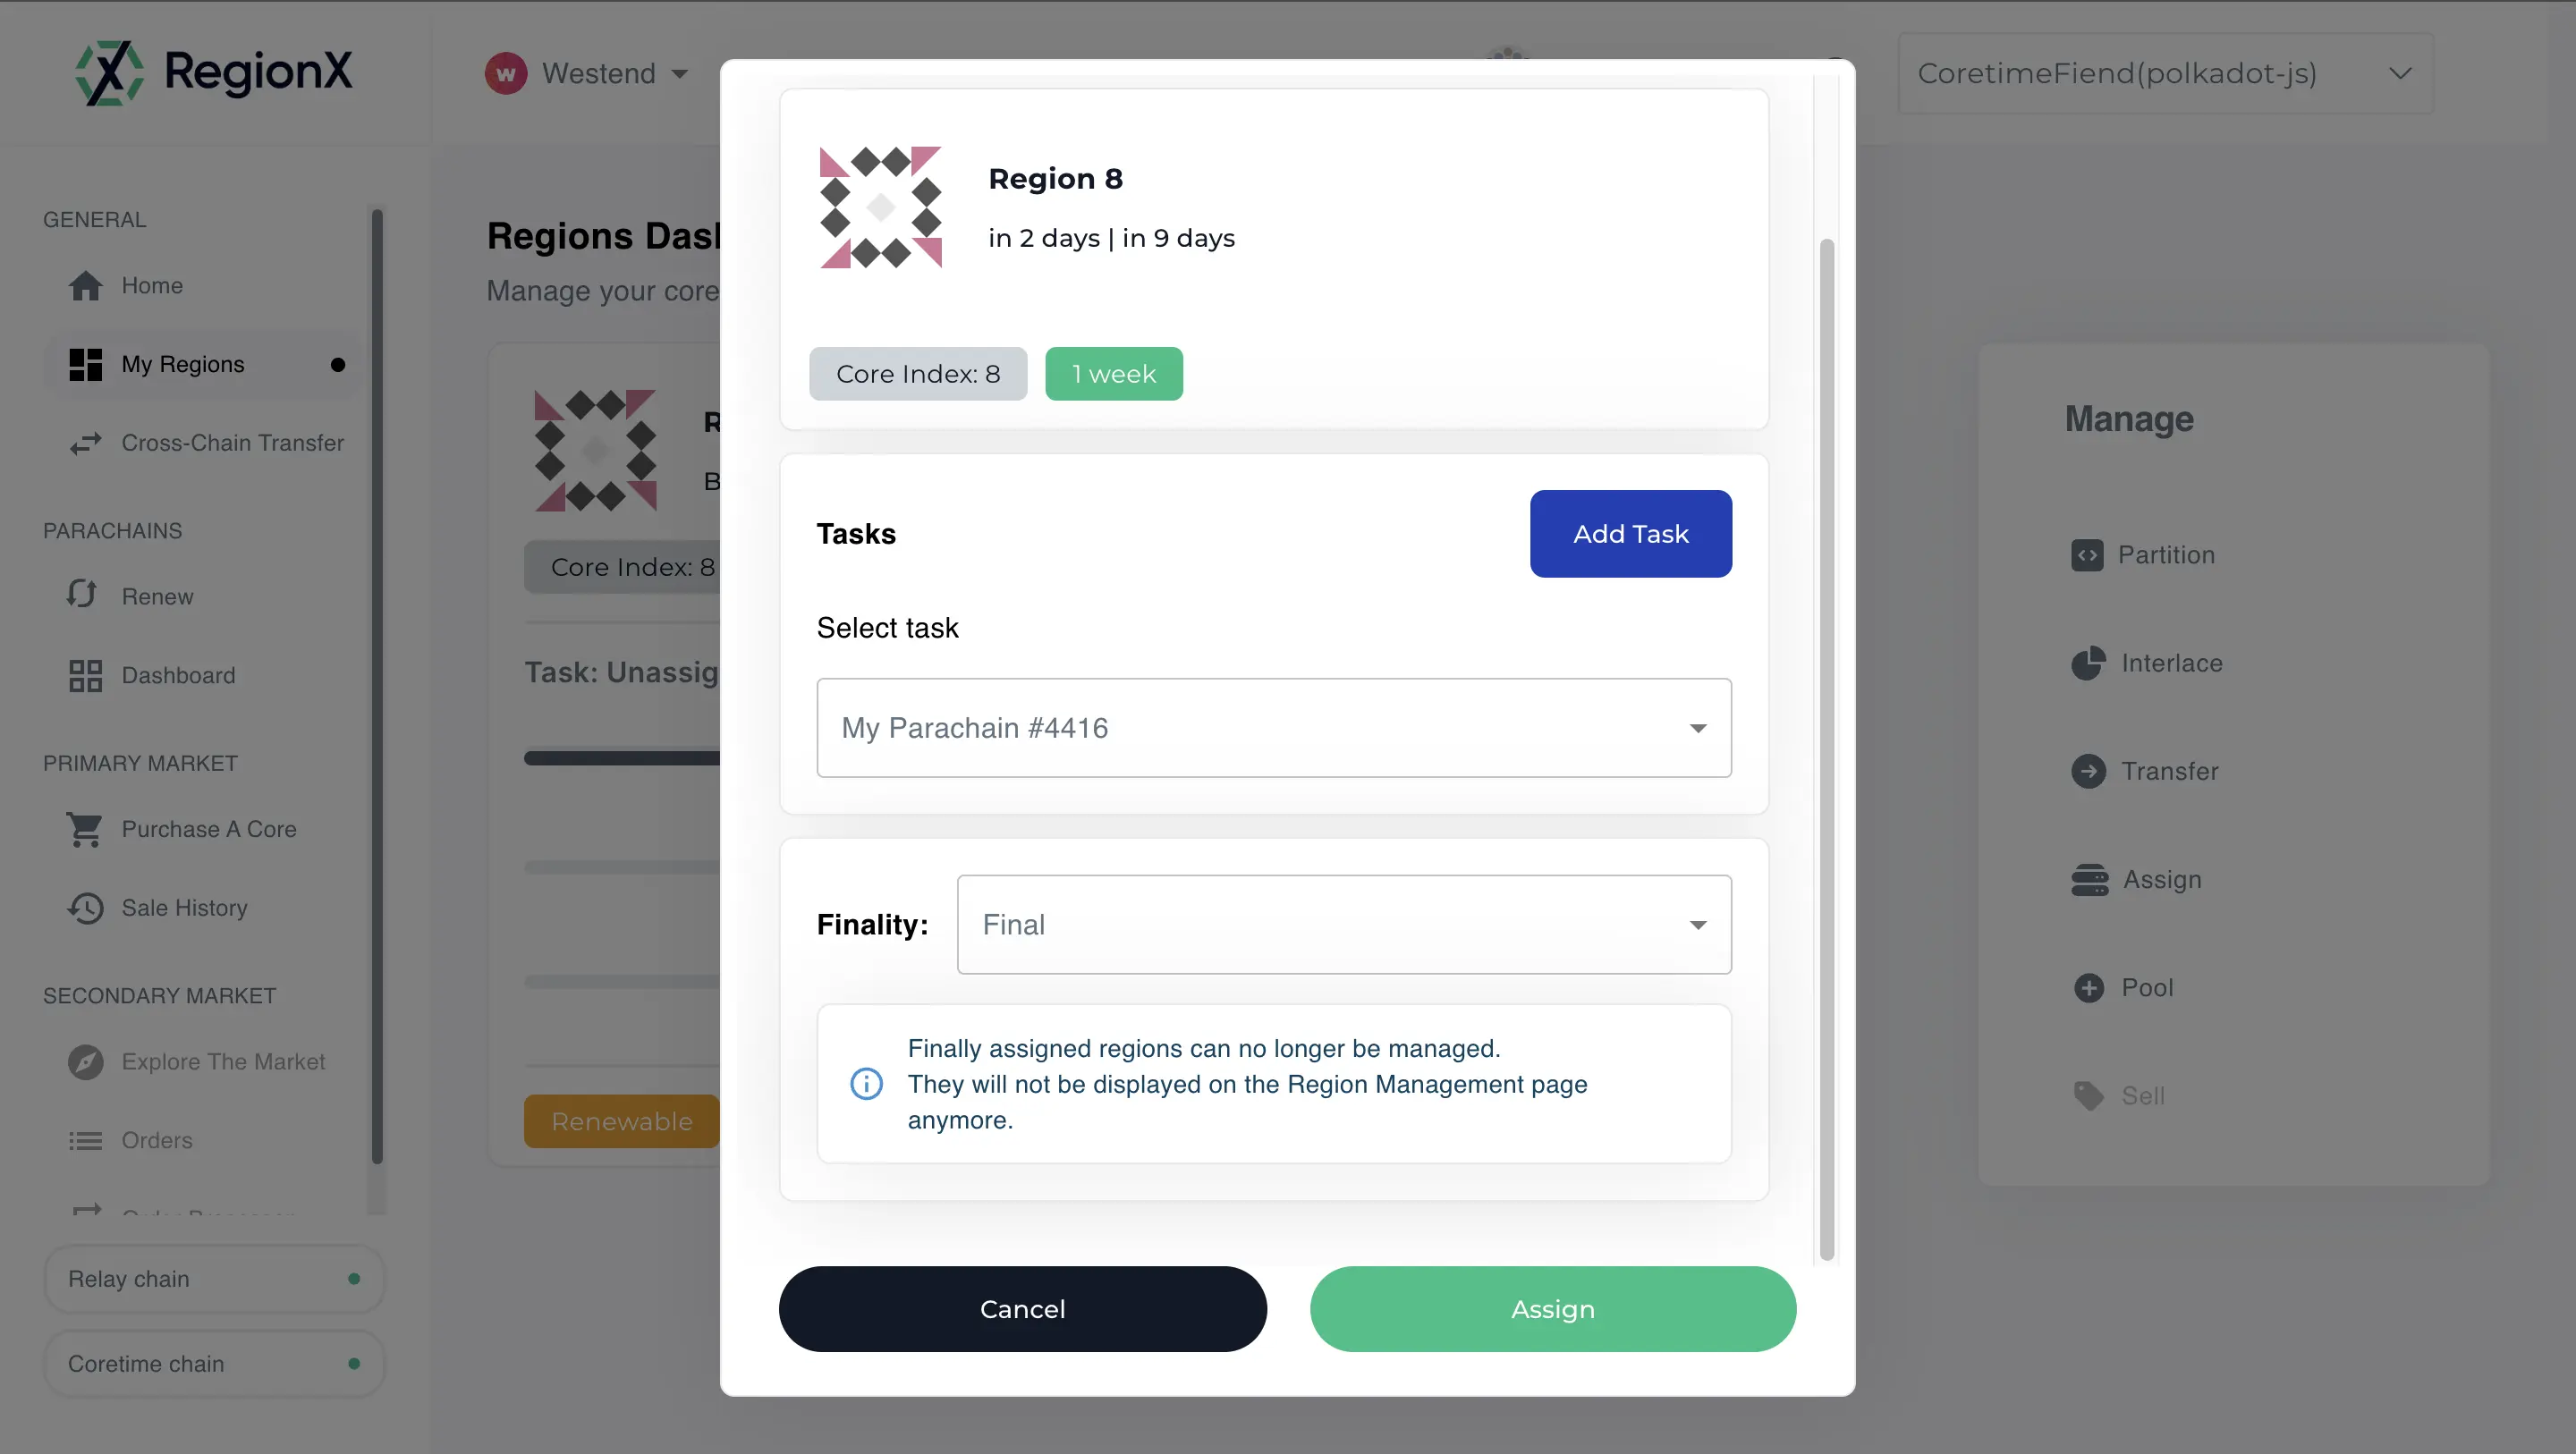 RegionX
w
Westend
CoretimeFiend(polkadot-js)
GENERAL
Home
My Regions
Cross-Chain Transfer
PARACHAINS
Renew
Dashboard
PRIMARY MARKET
Purchase A Core
Sale History
SECONDARY MARKET
Explore The Market
Orders
Relay chain
Coretime chain
Regions Das
Manage your core
R
B
Core Index: 8
Task: Unassig
Renewable
Region 8
in 2 days | in 9 days
Core Index: 8
1 week
Tasks
Add Task
Select task
My Parachain #4416
Finality:
Final
Finally assigned regions can no longer be managed.
They will not be displayed on the Region Management page
anymore.
Cancel
Assign
Manage
Partition
Interlace
Transfer
Assign
Pool
Sell